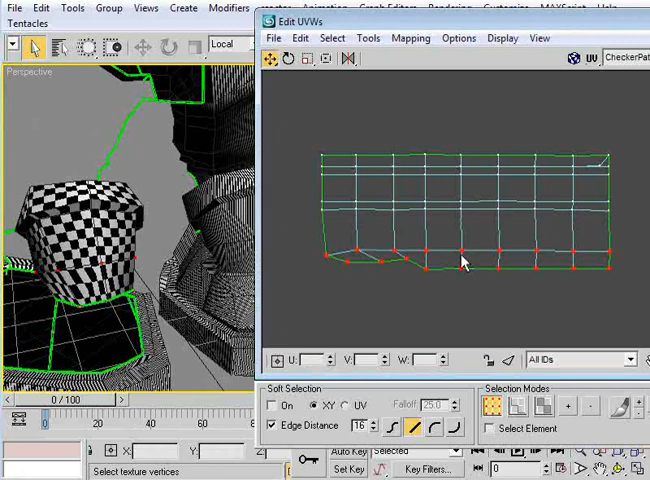 File Edit Tools Group Views Create Modifiers
Tentacles
Local
Perspective
Edit UVWs
File Edit Select Tools Mapping Options Display View
UV CheckerPat
U: V: W: All IDs
0 / 100
0 20 40 60
Soft Selection
On XY UV Falloff: 25.0
Edge Distance 16
Selection Modes
Select Element
X: Y: Z:
Select texture vertices
Auto Key Selected
Set Key Key Filters... 0